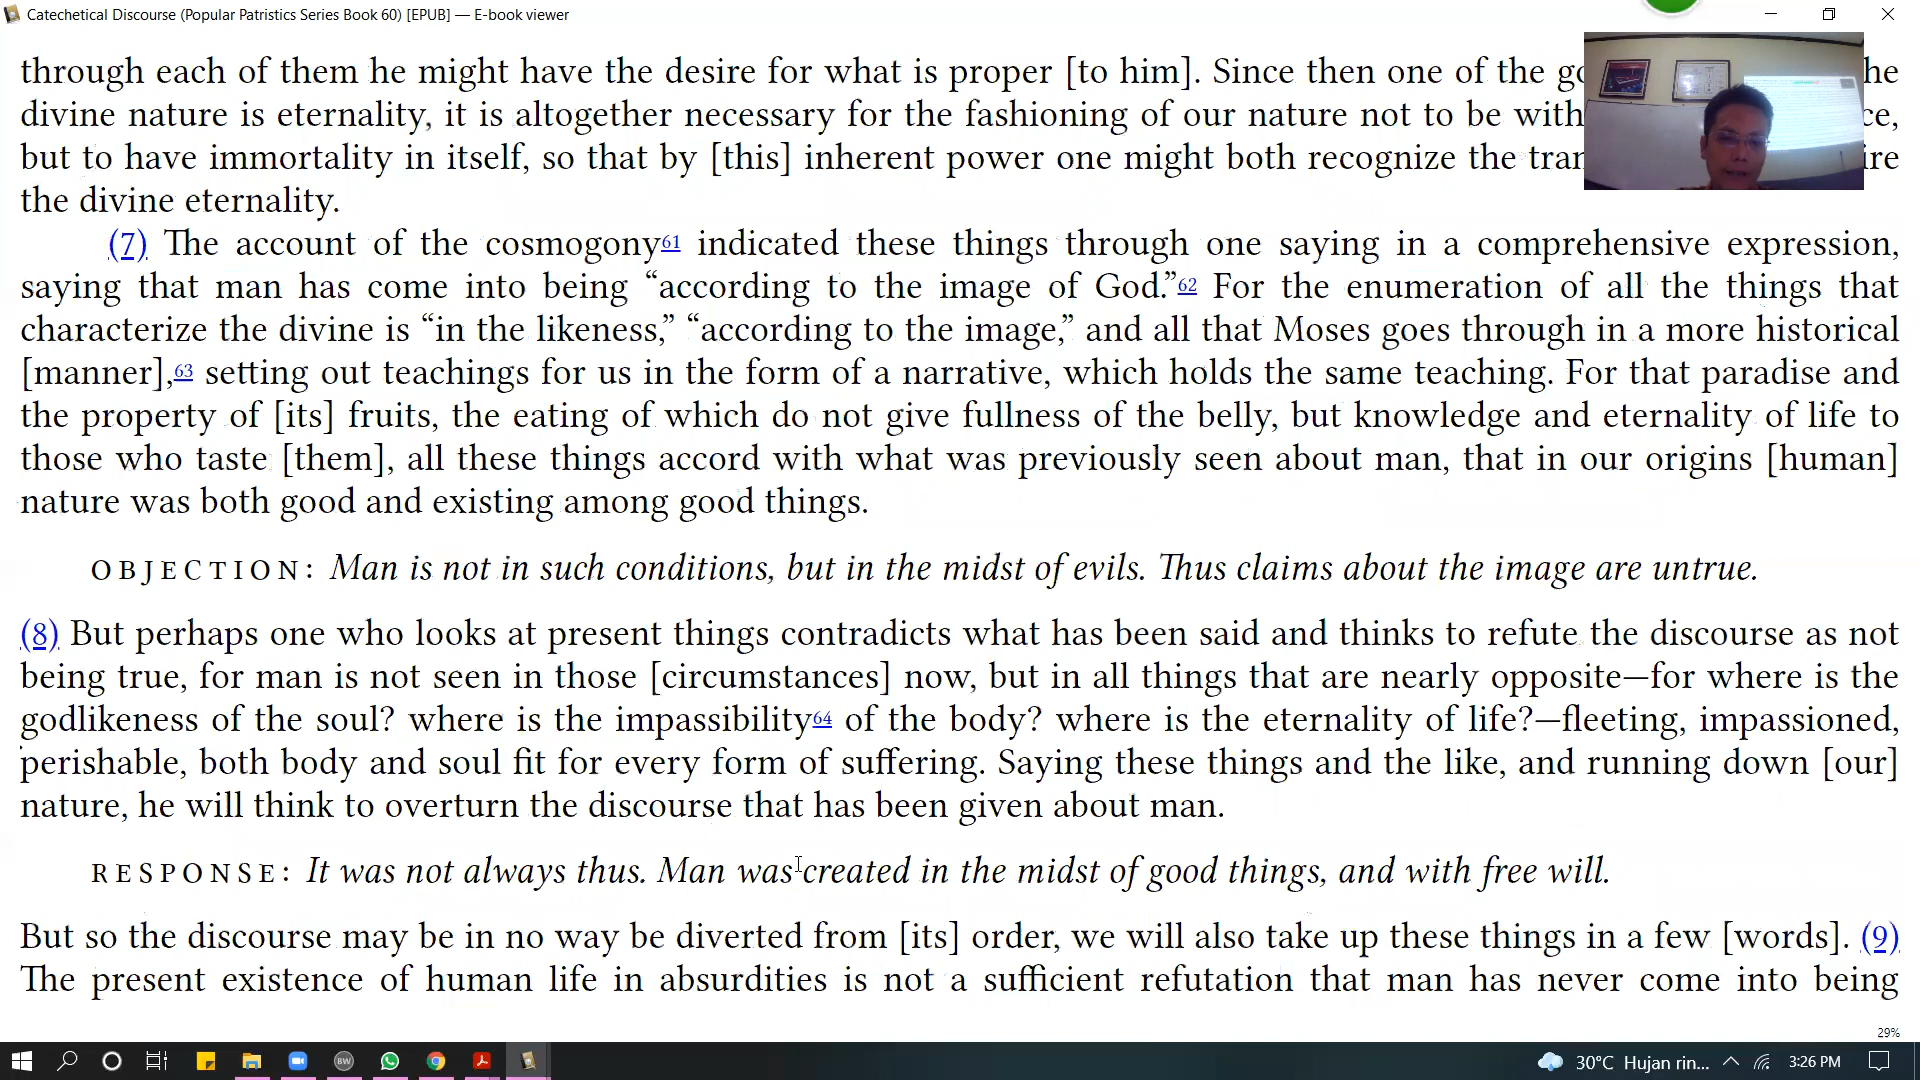 Catechetical Discourse (Popular Patristics Series Book 60) [EPUB] — E-book viewer
through each of them he might have the desire for what is proper [to him]. Since then one of the he
divine nature is eternality, it is altogether necessary for the fashioning of our nature not to be
but to have immortality in itself, so that by [this] inherent power one might both recognize the
the divine eternality.
(7) The account of the cosmogony61 indicated these things through one saying in a comprehensive expression,
saying that man has come into being “according to the image of God.”62 For the enumeration of all the things that
characterize the divine is “in the likeness,” “according to the image,” and all that Moses goes through in a more historical
[manner],63 setting out teachings for us in the form of a narrative, which holds the same teaching. For that paradise and
the property of [its] fruits, the eating of which do not give fullness of the belly, but knowledge and eternality of life to
those who taste [them], all these things accord with what was previously seen about man, that in our origins [human]
nature was both good and existing among good things.
OBJECTION: Man is not in such conditions, but in the midst of evils. Thus claims about the image are untrue.
(8) But perhaps one who looks at present things contradicts what has been said and thinks to refute the discourse as not
being true, for man is not seen in those [circumstances] now, but in all things that are nearly opposite—for where is the
godlikeness of the soul? where is the impassibility64 of the body? where is the eternality of life?—fleeting, impassioned,
perishable, both body and soul fit for every form of suffering. Saying these things and the like, and running down [our]
nature, he will think to overturn the discourse that has been given about man.
RESPONSE: It was not always thus. Man was created in the midst of good things, and with free will.
But so the discourse may be in no way be diverted from [its] order, we will also take up these things in a few [words]. (9)
The present existence of human life in absurdities is not a sufficient refutation that man has never come into being
29%
BW
30°C Hujan rin... 3:26 PM